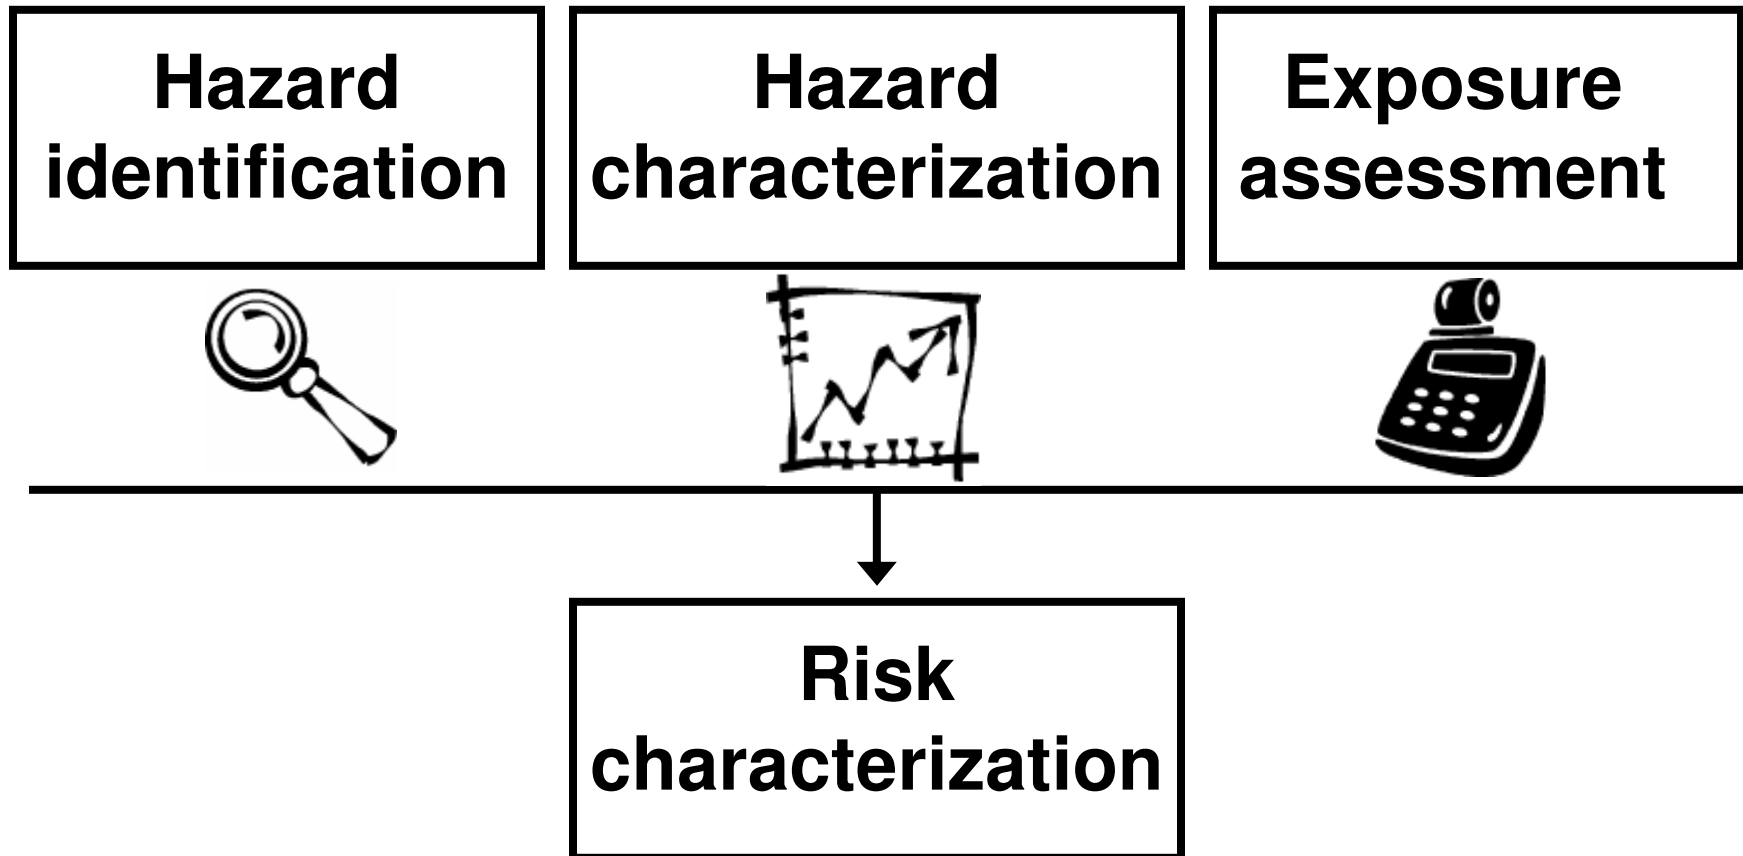 Hazard
identification
Hazard
characterization
Exposure
assessment
Risk
characterization